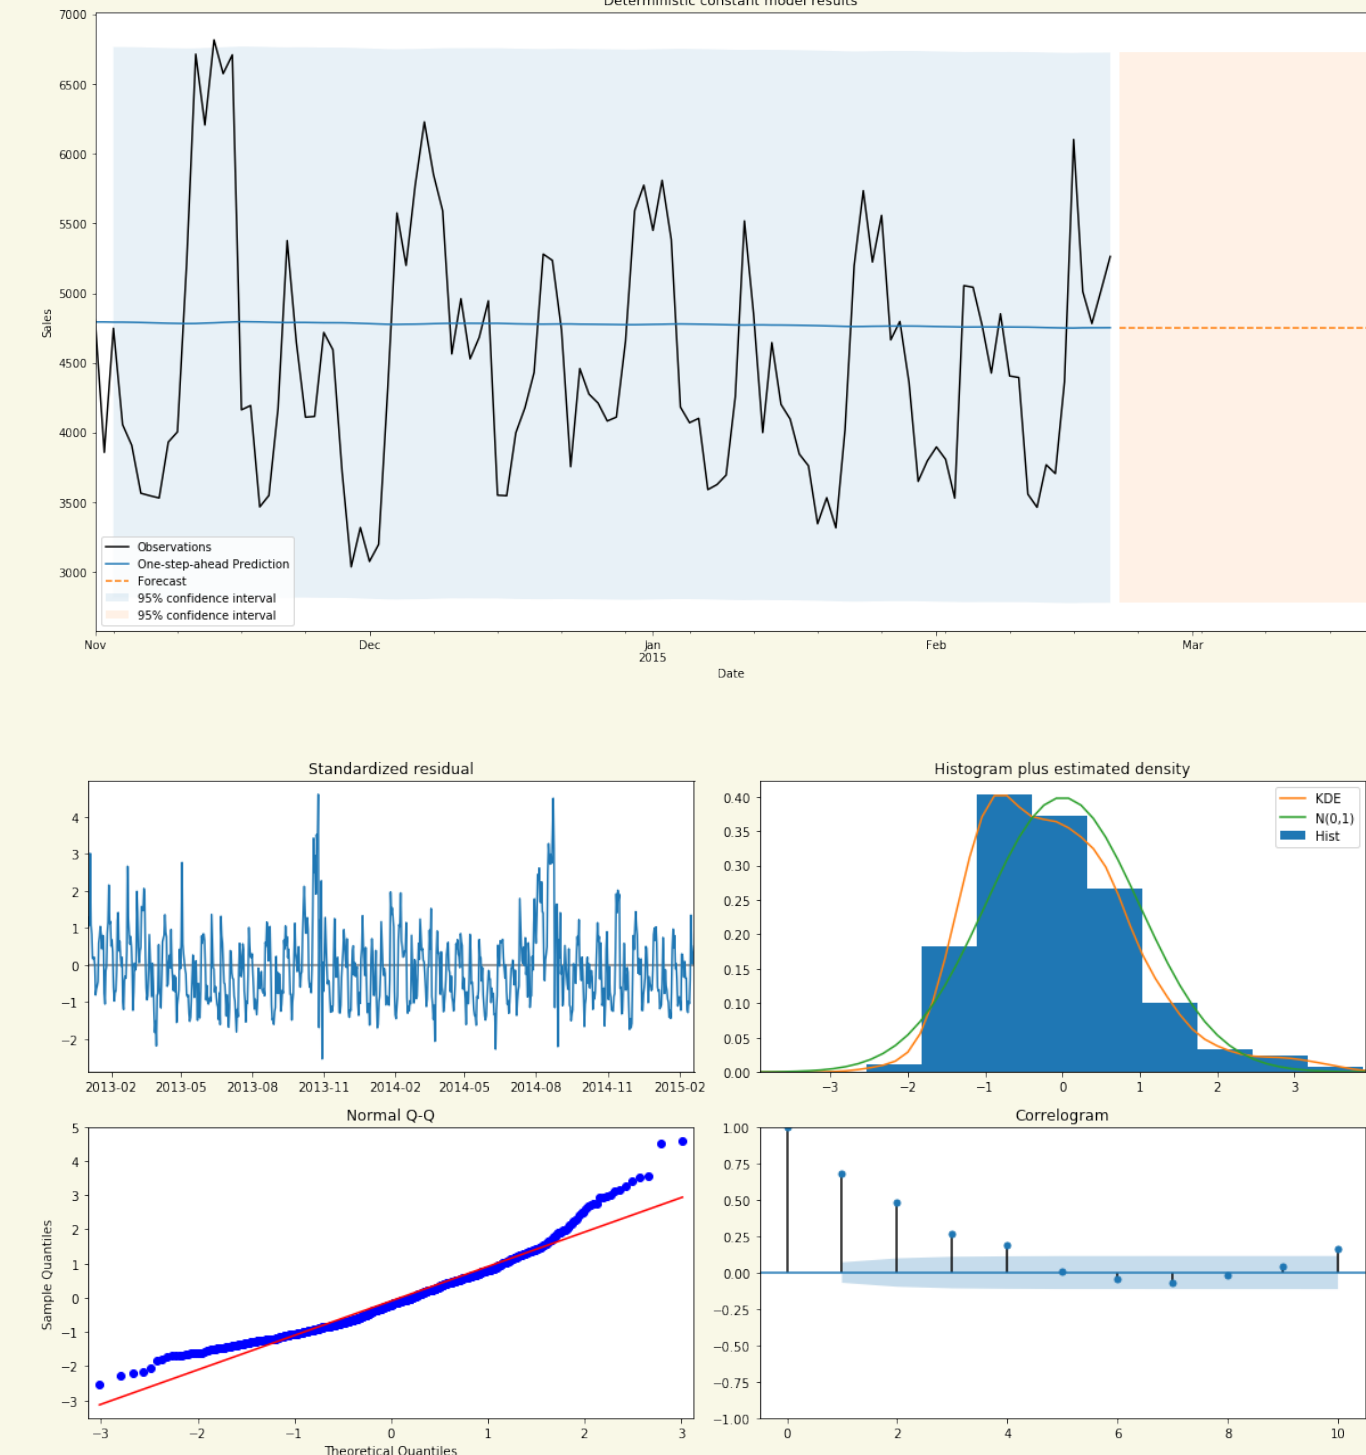 Deterministic constant model results
7000
6500
6000
5500
5000
4500
4000
3500
3000
Sales
Observations
One-step-ahead Prediction
Forecast
95% confidence interval
95% confidence interval
Nov Dec Jan Feb Mar
2015
Date
Standardized residual
4
3
2
1
0
−1
−2
2013-02 2013-05 2013-08 2013-11 2014-02 2014-05 2014-08 2014-11 2015-02
Histogram plus estimated density
KDE
N(0,1)
Hist
0.40
0.35
0.30
0.25
0.20
0.15
0.10
0.05
0.00
−3 −2 −1 0 1 2 3
Normal Q-Q
5
4
3
2
1
0
−1
−2
−3
Sample Quantiles
−3 −2 −1 0 1 2 3
Theoretical Quantiles
Correlogram
1.00
0.75
0.50
0.25
0.00
−0.25
−0.50
−0.75
−1.00
0 2 4 6 8 10